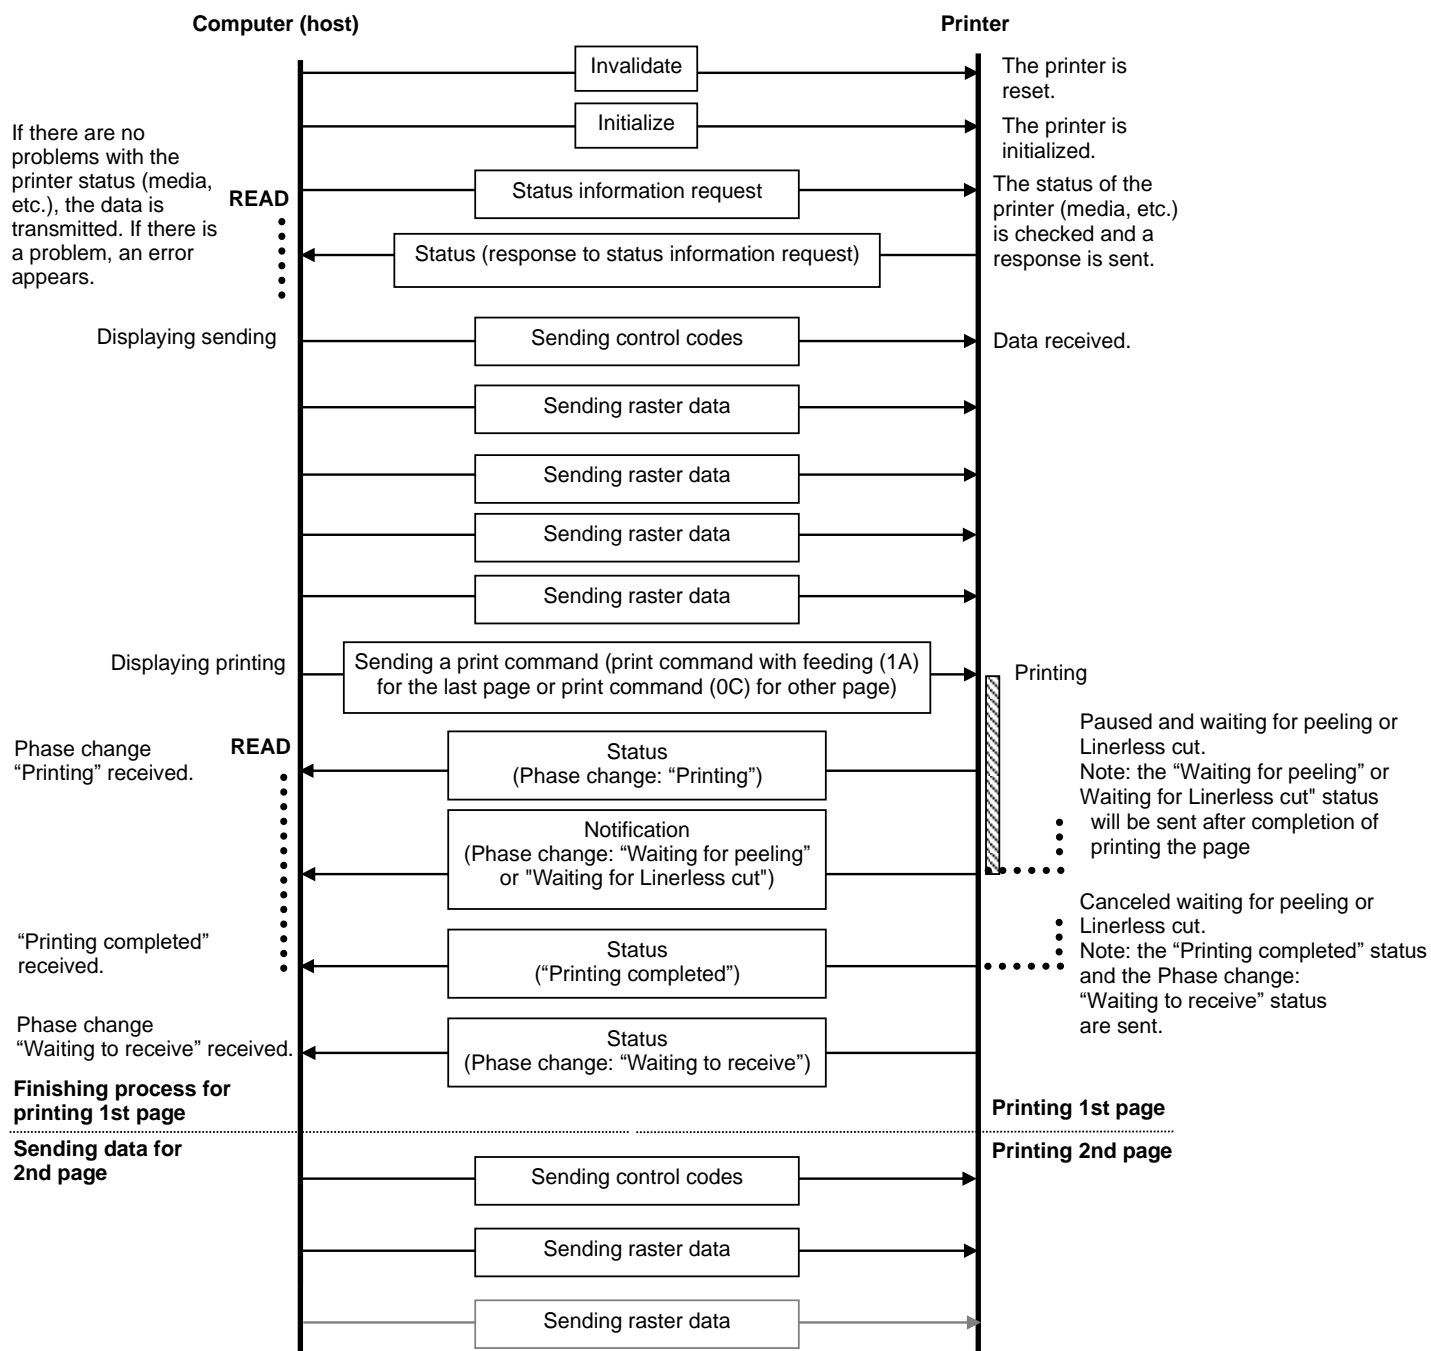 Computer (host)
Printer
Invalidate
The printer is
reset.
Initialize
The printer is
initialized.
If there are no
problems with the
printer status (media,
etc.), the data is
transmitted. If there is
a problem, an error
appears.
READ
Status information request
The status of the
printer (media, etc.)
is checked and a
response is sent.
Status (response to status information request)
Displaying sending
Sending control codes
Data received.
Sending raster data
Sending raster data
Sending raster data
Sending raster data
Displaying printing
Sending a print command (print command with feeding (1A)
for the last page or print command (0C) for other page)
Printing
Phase change
“Printing” received.
READ
Status
(Phase change: “Printing”)
Paused and waiting for peeling or
Linerless cut.
Note: the “Waiting for peeling” or
Waiting for Linerless cut" status
will be sent after completion of
printing the page
Notification
(Phase change: “Waiting for peeling”
or "Waiting for Linerless cut")
Canceled waiting for peeling or
Linerless cut.
Note: the “Printing completed” status
and the Phase change:
“Waiting to receive” status
are sent.
“Printing completed”
received.
Status
(“Printing completed”)
Phase change
“Waiting to receive” received.
Status
(Phase change: “Waiting to receive”)
Finishing process for
printing 1st page
Printing 1st page
Sending data for
2nd page
Printing 2nd page
Sending control codes
Sending raster data
Sending raster data